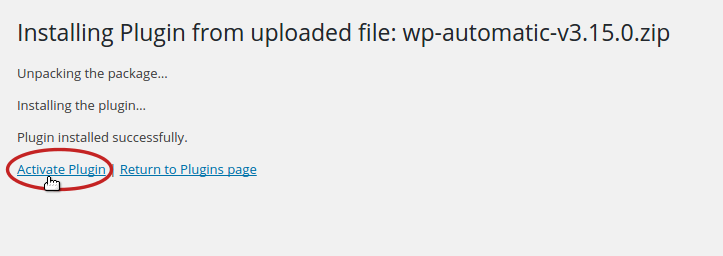 Installing Plugin from uploaded file: wp-automatic-v3.15.0.zip
Unpacking the package…
Installing the plugin…
Plugin installed successfully.
Activate Plugin | Return to Plugins page